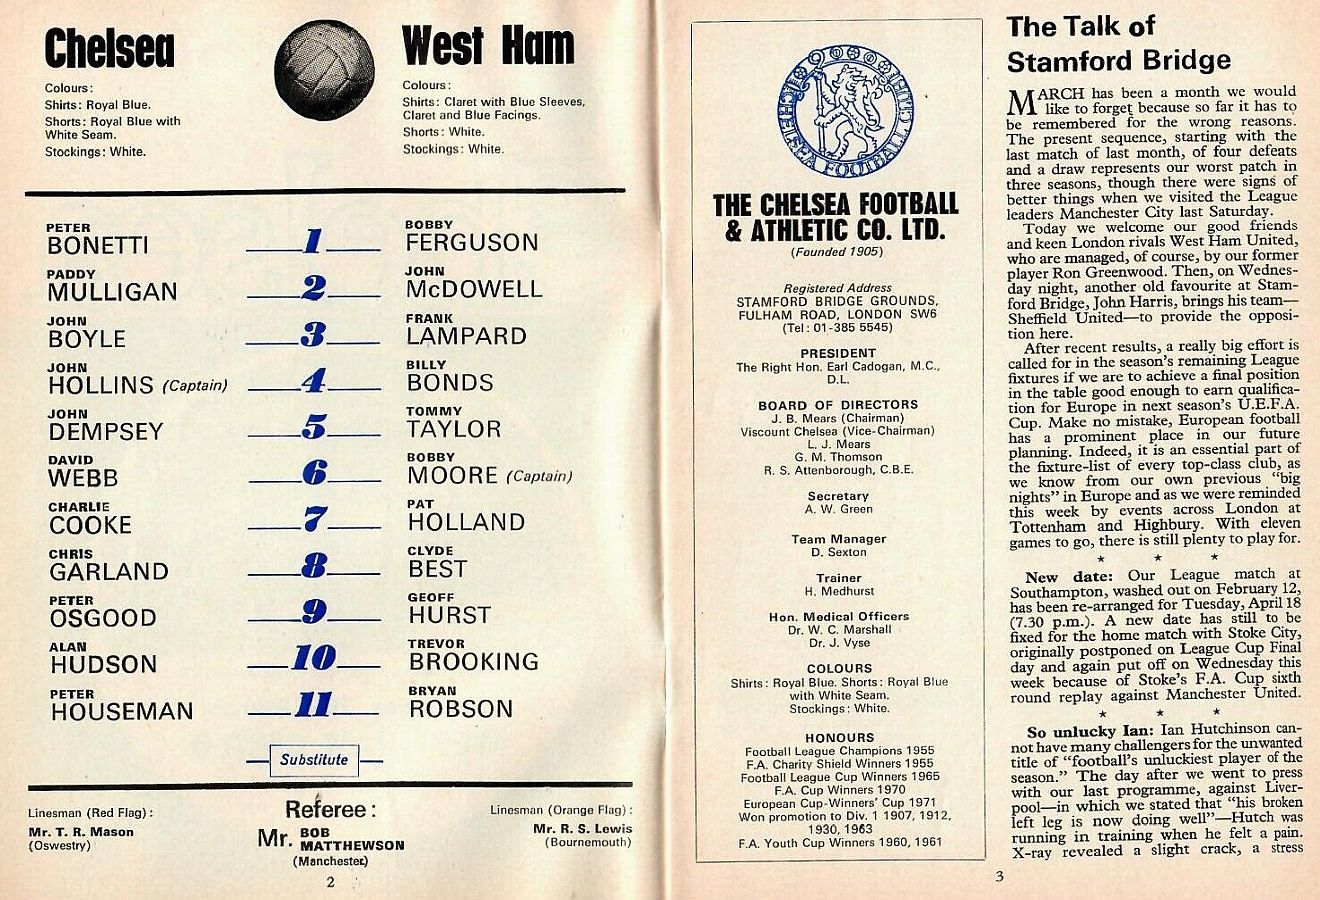 Chelsea
Colours:
Shirts: Royal Blue.
Shorts: Royal Blue with
White Seam.
Stockings: White.
West Ham
Colours:
Shirts: Claret with Blue Sleeves,
Claret and Blue Facings.
Shorts: White.
Stockings: White.
PETER BOBBY
BONETTI 1 FERGUSON
PADDY JOHN
MULLIGAN 2 McDOWELL
JOHN FRANK
BOYLE 3 LAMPARD
JOHN BILLY
HOLLINS (Captain) 4 BONDS
JOHN TOMMY
DEMPSEY 5 TAYLOR
DAVID BOBBY
WEBB 6 MOORE (Captain)
CHARLIE PAT
COOKE 7 HOLLAND
CHRIS CLYDE
GARLAND 8 BEST
PETER GEOFF
OSGOOD 9 HURST
ALAN TREVOR
HUDSON 10 BROOKING
PETER BRYAN
HOUSEMAN 11 ROBSON
Substitute
Linesman (Red Flag):
Mr. T. R. Mason
(Oswestry)
Referee:
Mr. BOB
MATTHEWSON
(Manchester)
Linesman (Orange Flag):
Mr. R. S. Lewis
(Bournemouth)
2
CHELSEA FOOTBALL CLUB
THE CHELSEA FOOTBALL
& ATHLETIC CO. LTD.
(Founded 1905)
Registered Address
STAMFORD BRIDGE GROUNDS,
FULHAM ROAD, LONDON SW6
(Tel: 01-385 5545)
PRESIDENT
The Right Hon. Earl Cadogan, M.C.,
D.L.
BOARD OF DIRECTORS
J. B. Mears (Chairman)
Viscount Chelsea (Vice-Chairman)
L. J. Mears
G. M. Thomson
R. S. Attenborough, C.B.E.
Secretary
A. W. Green
Team Manager
D. Sexton
Trainer
H. Medhurst
Hon. Medical Officers
Dr. W. C. Marshall
Dr. J. Vyse
COLOURS
Shirts: Royal Blue. Shorts: Royal Blue
with White Seam.
Stockings: White.
HONOURS
Football League Champions 1955
F.A. Charity Shield Winners 1955
Football League Cup Winners 1965
F.A. Cup Winners 1970
European Cup-Winners' Cup 1971
Won promotion to Div. 1 1907, 1912,
1930, 1963
F.A. Youth Cup Winners 1960, 1961
The Talk of
Stamford Bridge
MARCH has been a month we would
like to forget because so far it has to
be remembered for the wrong reasons.
The present sequence, starting with the
last match of last month, of four defeats
and a draw represents our worst patch in
three seasons, though there were signs of
better things when we visited the League
leaders Manchester City last Saturday.
Today we welcome our good friends
and keen London rivals West Ham United,
who are managed, of course, by our former
player Ron Greenwood. Then, on Wednes-
day night, another old favourite at Stam-
ford Bridge, John Harris, brings his team—
Sheffield United—to provide the opposi-
tion here.
After recent results, a really big effort is
called for in the season's remaining League
fixtures if we are to achieve a final position
in the table good enough to earn qualifica-
tion for Europe in next season's U.E.F.A.
Cup. Make no mistake, European football
has a prominent place in our future
planning. Indeed, it is an essential part of
the fixture-list of every top-class club, as
we know from our own previous "big
nights" in Europe and as we were reminded
this week by events across London at
Tottenham and Highbury. With eleven
games to go, there is still plenty to play for.
* * *
New date: Our League match at
Southampton, washed out on February 12,
has been re-arranged for Tuesday, April 18
(7.30 p.m.). A new date has still to be
fixed for the home match with Stoke City,
originally postponed on League Cup Final
day and again put off on Wednesday this
week because of Stoke's F.A. Cup sixth
round replay against Manchester United.
* * *
So unlucky Ian: Ian Hutchinson can-
not have many challengers for the unwanted
title of "football's unluckiest player of the
season." The day after we went to press
with our last programme, against Liver-
pool—in which we stated that "his broken
left leg is now doing well"—Hutch was
running in training when he felt a pain.
X-ray revealed a slight crack, a stress
3